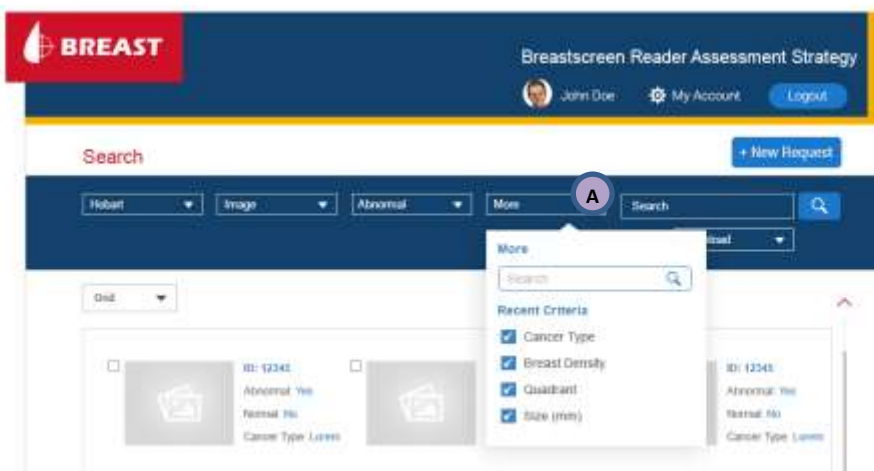 BREAST
Breastscreen Reader Assessment Strategy
John Doe My Account Logout
Search
+ New Request
Hobart Image Abnormal More A Search
More
Search
Grid
Recent Criteria
Cancer Type
Breast Density
Quadrant
Size (mm)
ID: 12345
Abnormal: Yes
Normal: No
Cancer Type: Lorem
ID: 12345
Abnormal: Yes
Normal: No
Cancer Type: Lorem